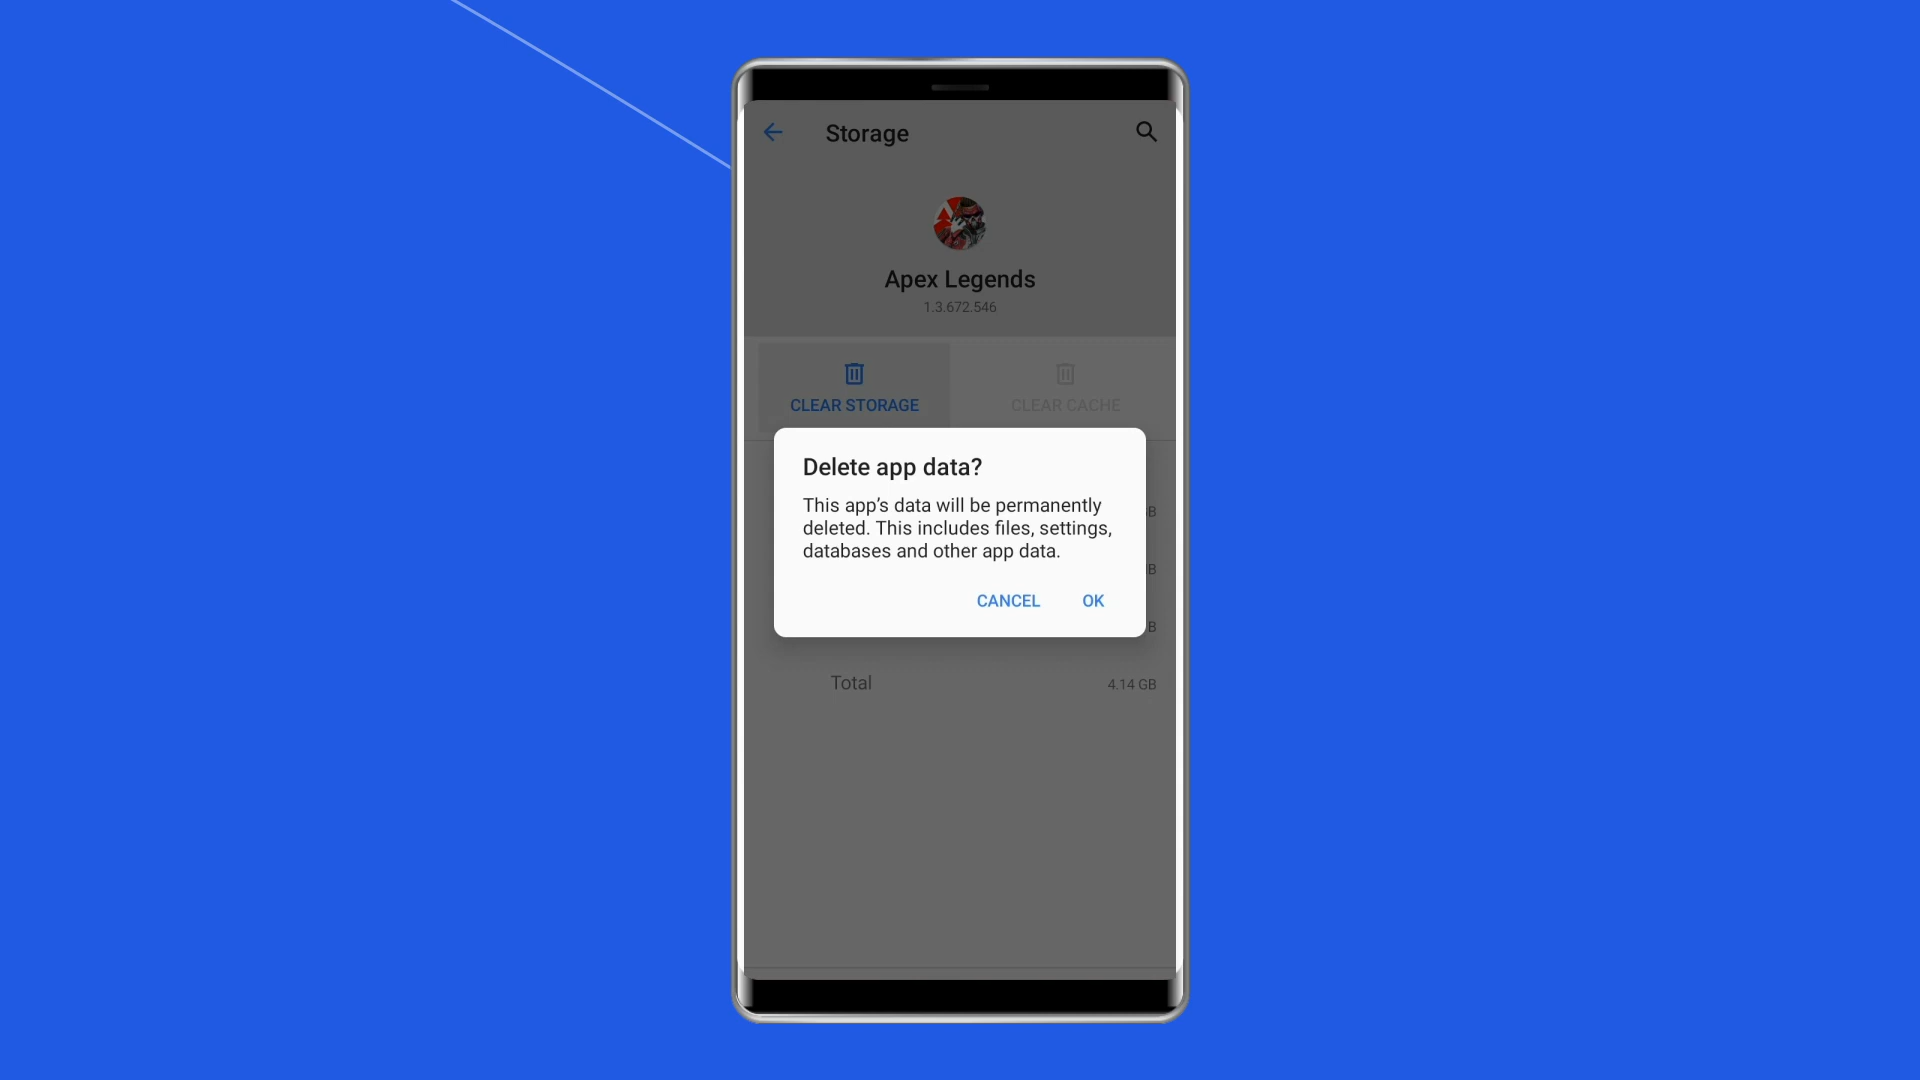 Storage
Apex Legends
1.3.672.546
CLEAR STORAGE
CLEAR CACHE
Delete app data?
This app’s data will be permanently
deleted. This includes files, settings,
databases and other app data.
CANCEL OK
Total 4.14 GB